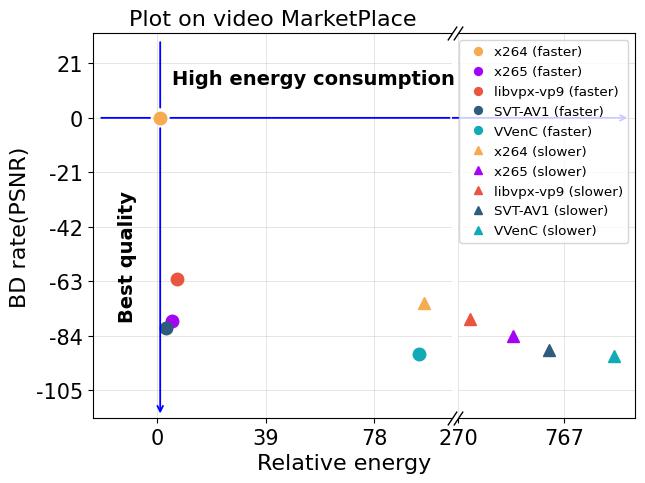 Plot on video MarketPlace
21
0
-21
-42
-63
-84
-105
BD rate(PSNR)
High energy consumption
Best quality
x264 (faster)
x265 (faster)
libvpx-vp9 (faster)
SVT-AV1 (faster)
VVenC (faster)
x264 (slower)
x265 (slower)
libvpx-vp9 (slower)
SVT-AV1 (slower)
VVenC (slower)
0 39 78 270 767
Relative energy